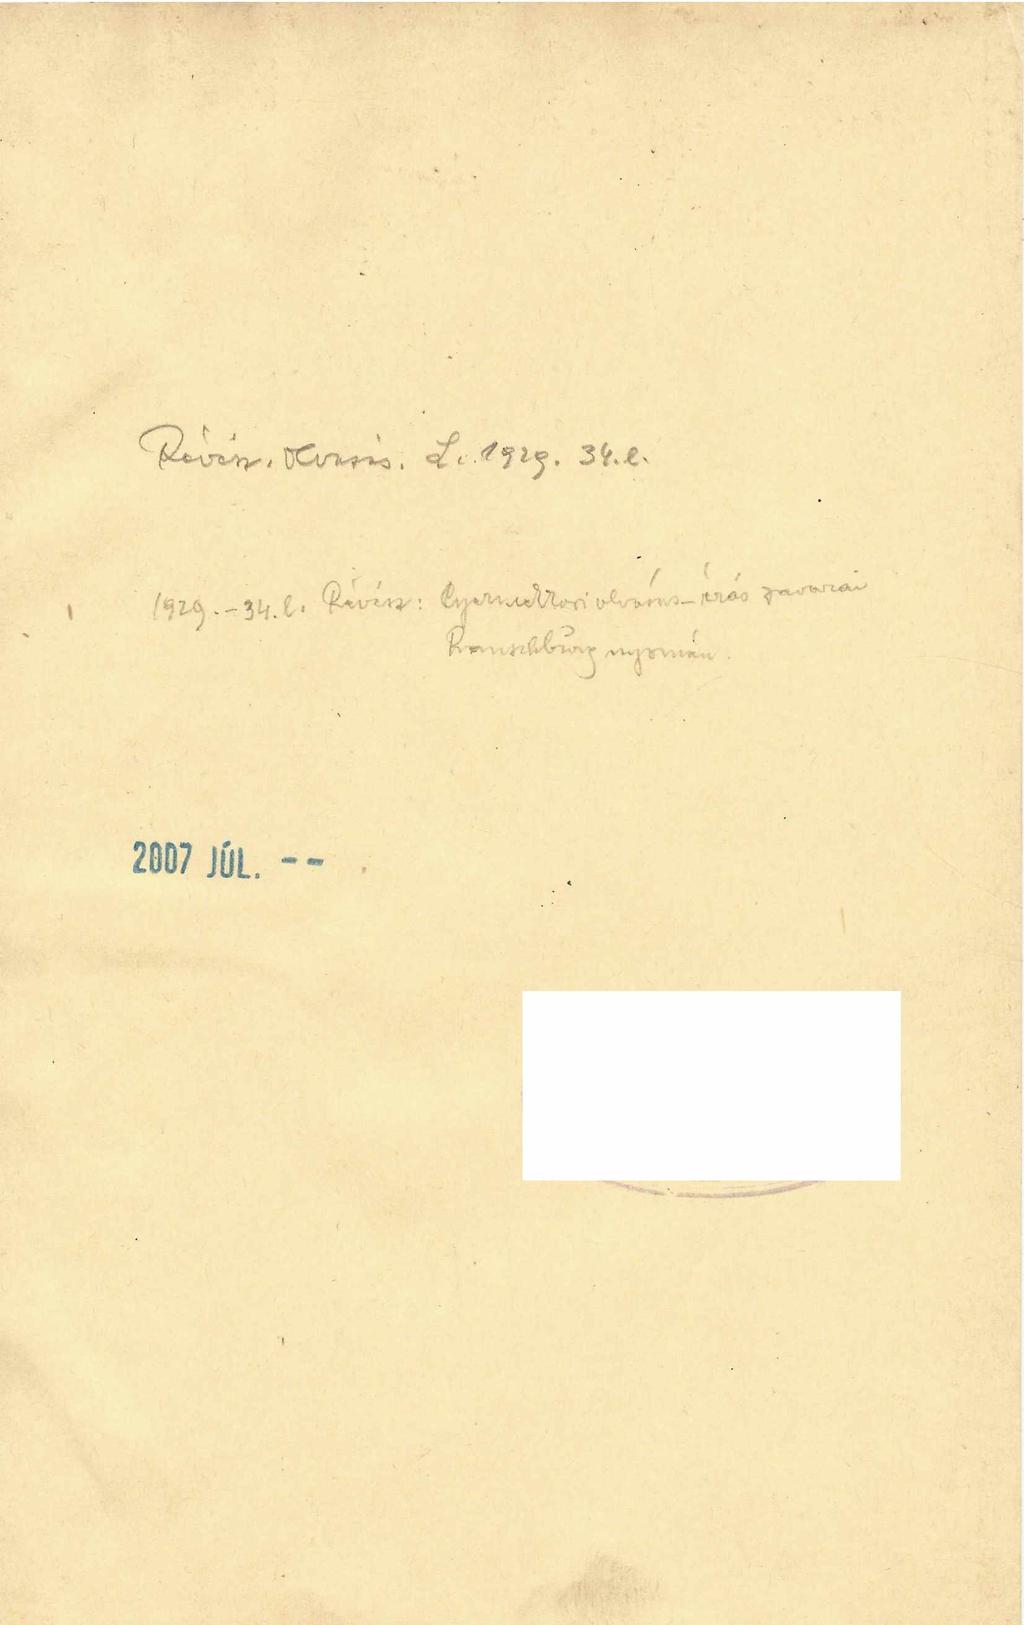 Révész. Olvasás. L. 1929. 34.l.
1929.-34.l. Révész: Gyermekkori olvasás-írás zavarai
Ranschburg nyomán.
2007 JÚL. --